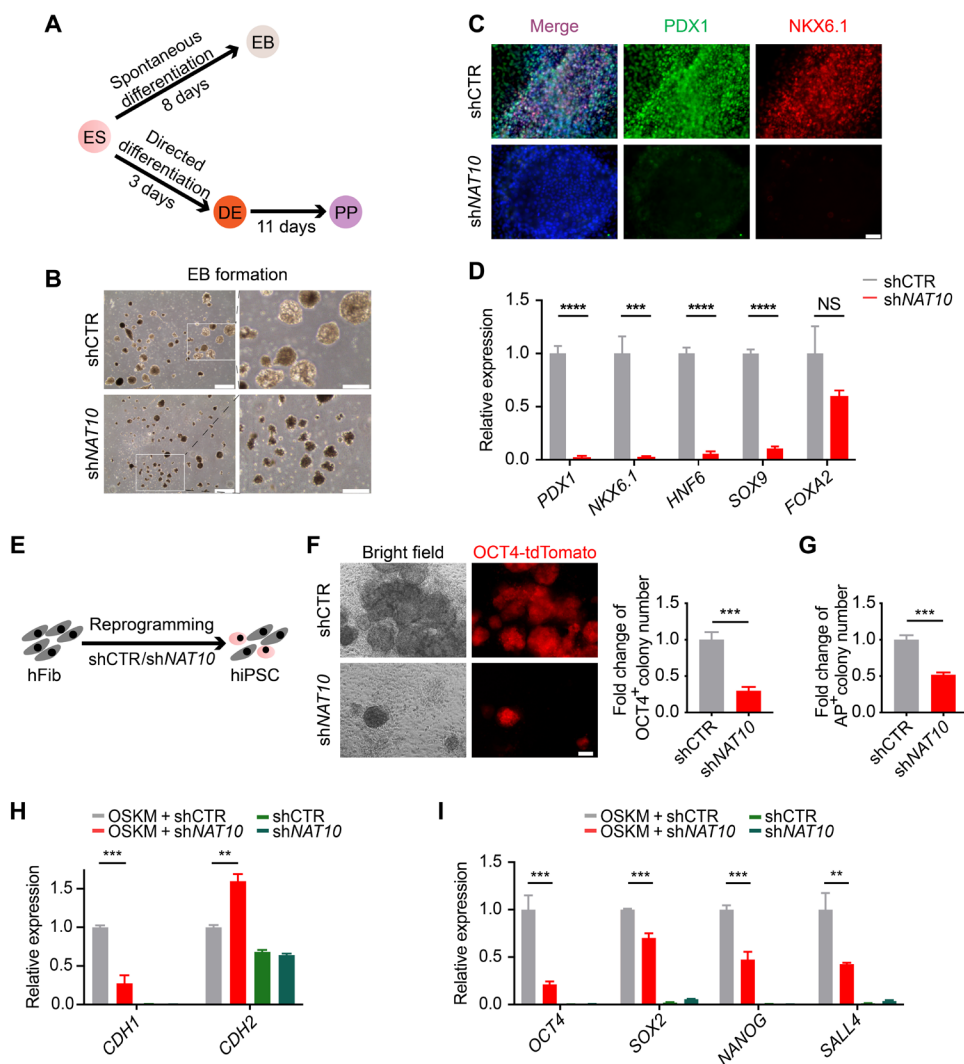 A
Spontaneous
differentiation
8 days
EB
ES
Directed
differentiation
3 days
DE
11 days
PP
B
EB formation
shCTR
shNAT10
C
Merge
PDX1
NKX6.1
shCTR
shNAT10
D
shCTR
shNAT10
Relative expression
1.5
1.0
0.5
0.0
****
***
****
****
NS
PDX1
NKX6.1
HNF6
SOX9
FOXA2
E
hFib
Reprogramming
shCTR/shNAT10
hiPSC
F
Bright field
OCT4-tdTomato
shCTR
shNAT10
Fold change of
OCT4+ colony number
1.5
1.0
0.5
0.0
***
shCTR
shNAT10
G
Fold change of
AP+ colony number
1.5
1.0
0.5
0.0
***
shCTR
shNAT10
H
OSKM + shCTR
OSKM + shNAT10
shCTR
shNAT10
Relative expression
1.5
1.0
0.5
0
***
**
CDH1
CDH2
I
OSKM + shCTR
OSKM + shNAT10
shCTR
shNAT10
Relative expression
1.5
1.0
0.5
0
***
***
***
**
OCT4
SOX2
NANOG
SALL4